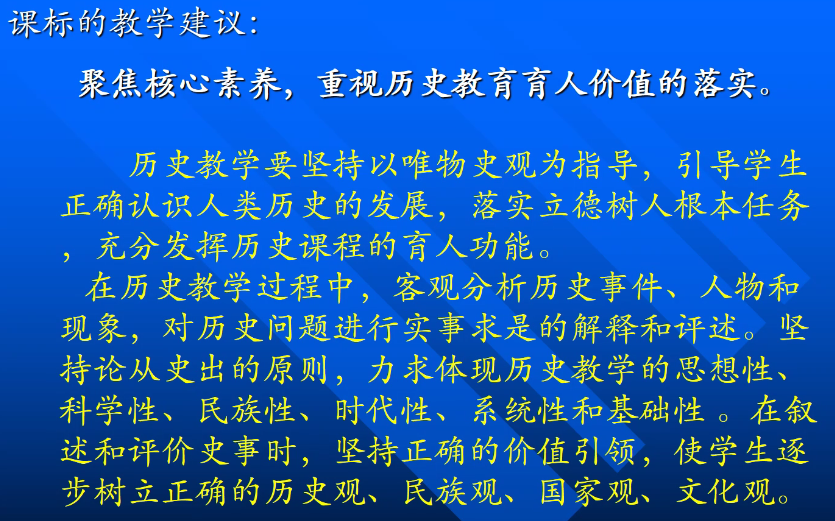 课标的教学建议：
聚焦核心素养，重视历史教育育人价值的落实。
历史教学要坚持以唯物史观为指导，引导学生
正确认识人类历史的发展，落实立德树人根本任务
，充分发挥历史课程的育人功能。
在历史教学过程中，客观分析历史事件、人物和
现象，对历史问题进行实事求是的解释和评述。坚
持论从史出的原则，力求体现历史教学的思想性、
科学性、民族性、时代性、系统性和基础性 。在叙
述和评价史事时，坚持正确的价值引领，使学生逐
步树立正确的历史观、民族观、国家观、文化观。